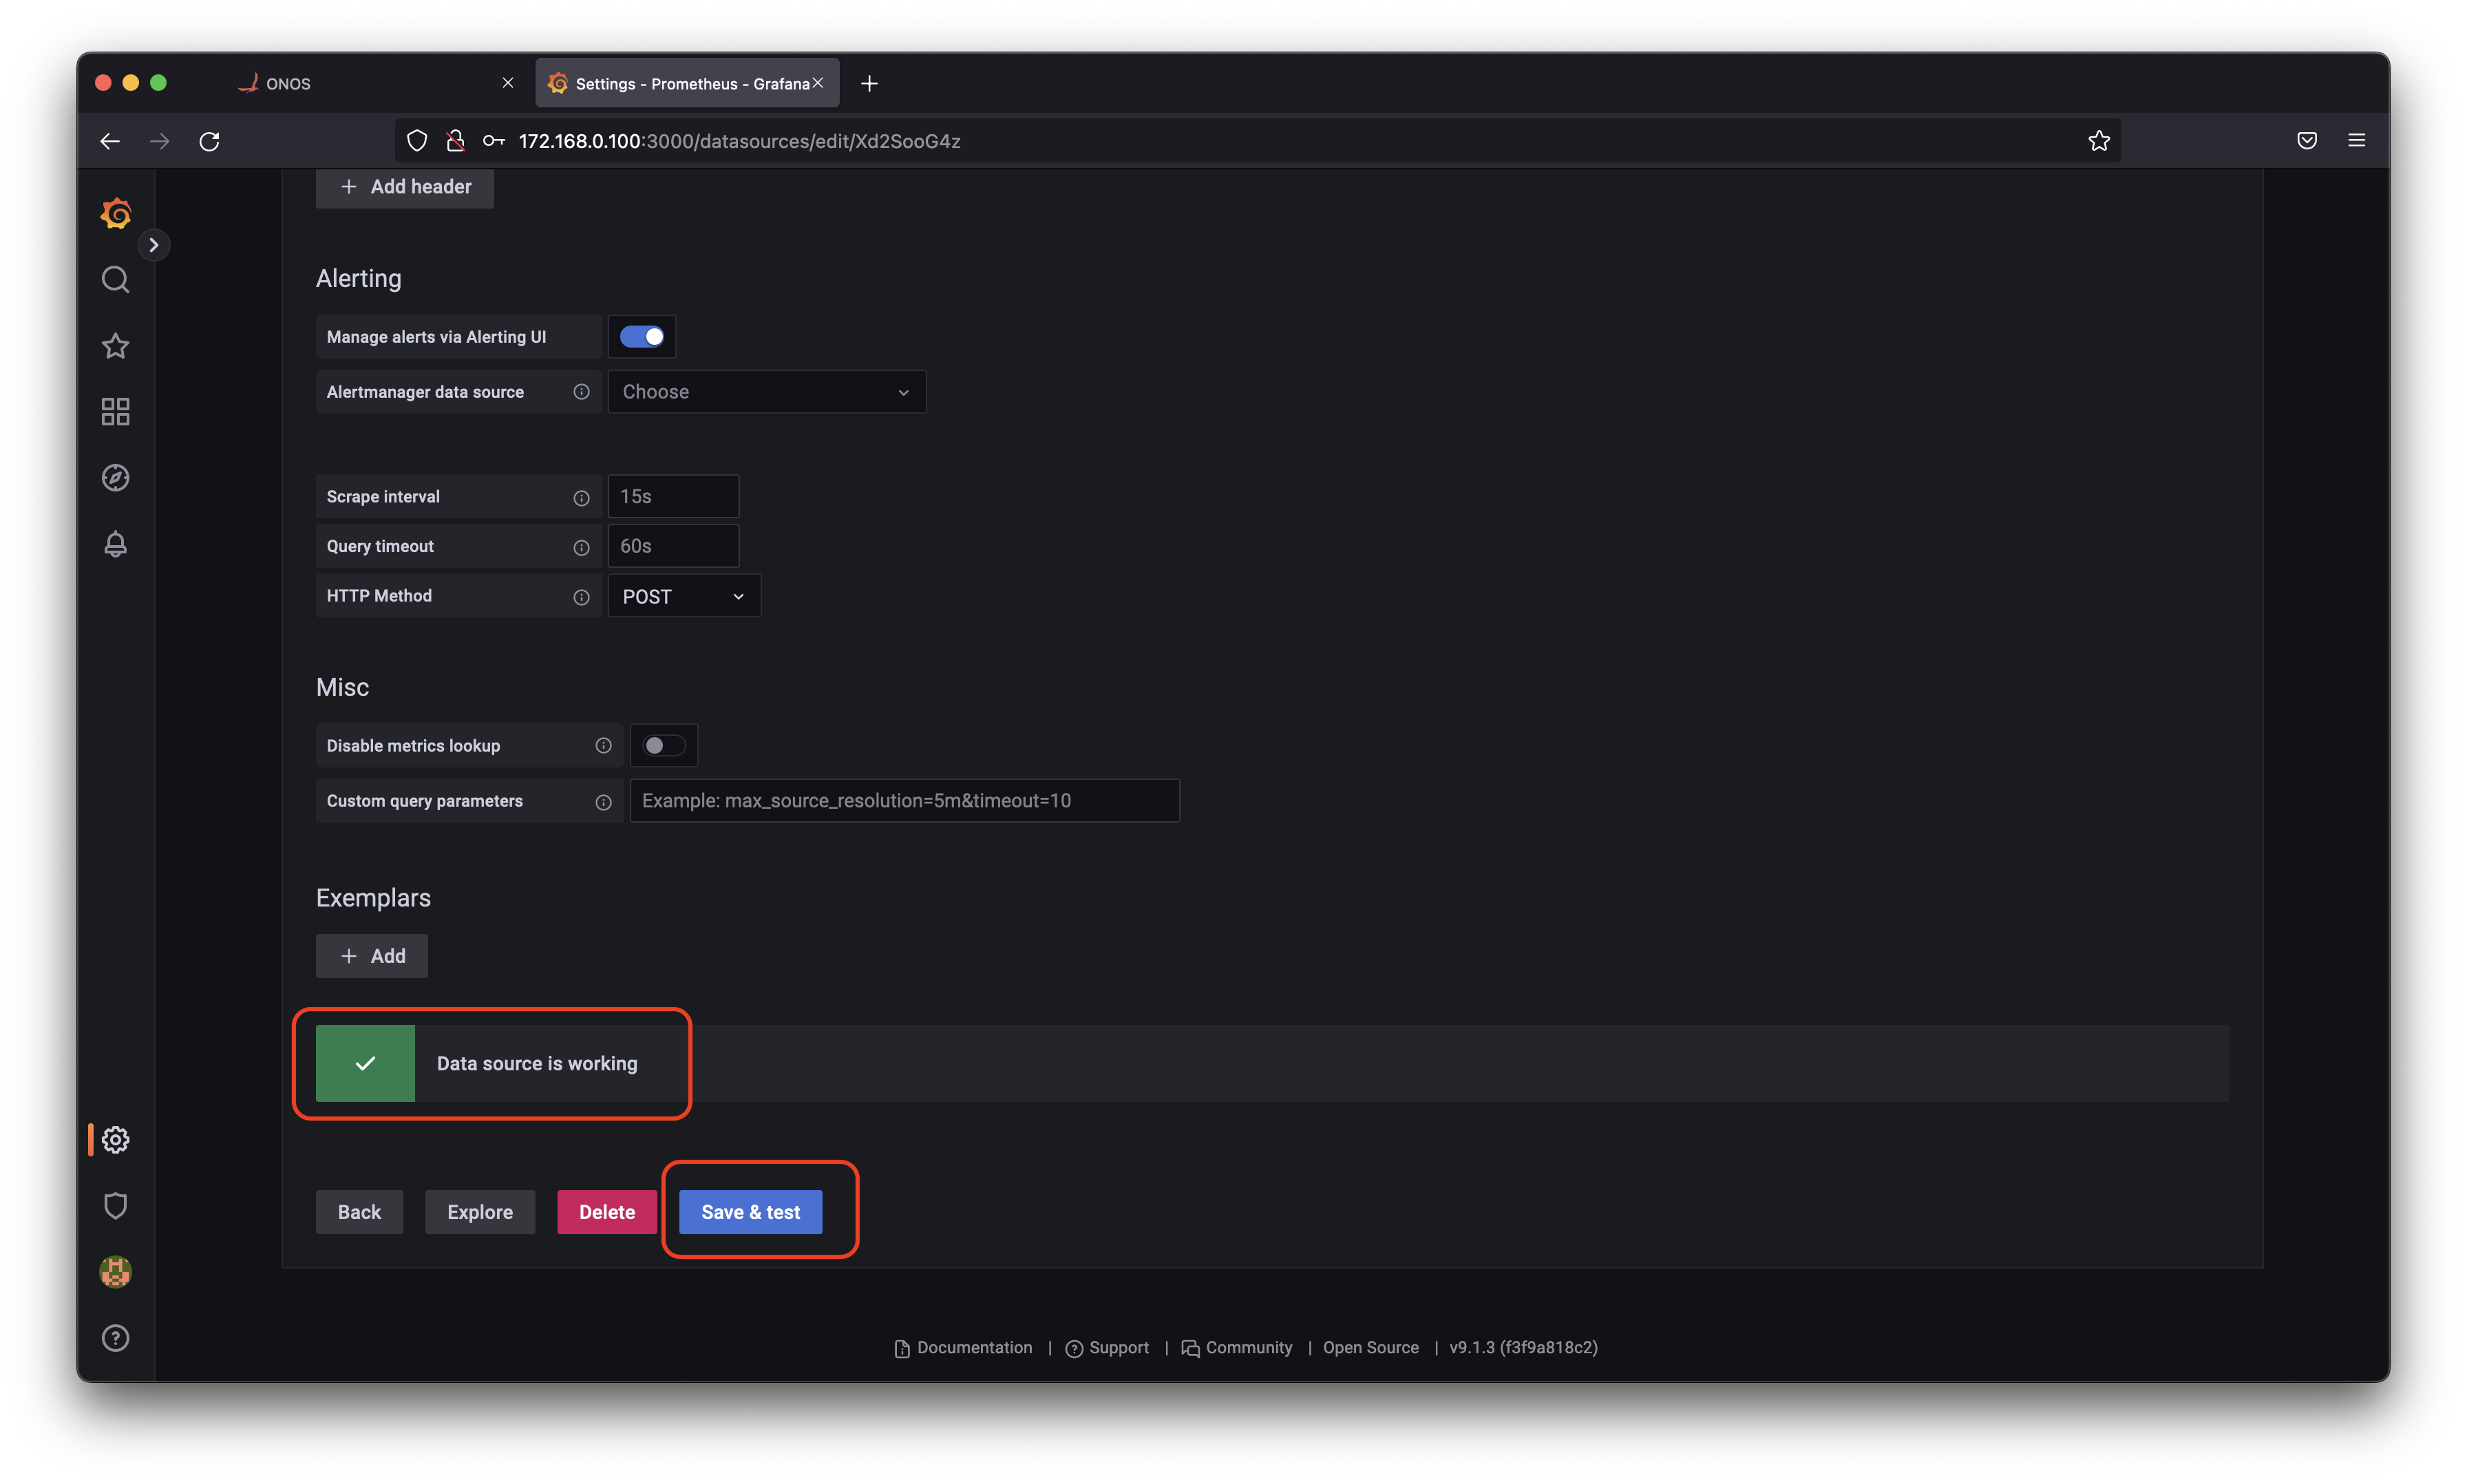 ONOS
Settings - Prometheus - Grafana
172.168.0.100:3000/datasources/edit/Xd2SooG4z
Add header
Alerting
Manage alerts via Alerting UI
Alertmanager data source Choose
Scrape interval 15s
Query timeout 60s
HTTP Method POST
Misc
Disable metrics lookup
Custom query parameters Example: max_source_resolution=5m&timeout=10
Exemplars
Add
Data source is working
Back Explore Delete Save & test
Documentation | Support | Community | Open Source | v9.1.3 (f3f9a818c2)